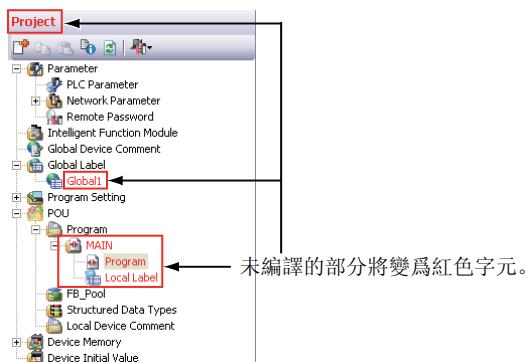 Project
Parameter
PLC Parameter
Network Parameter
Remote Password
Intelligent Function Module
Global Device Comment
Global Label
Global1
Program Setting
POU
Program
MAIN
Program
Local Label
FB_Pool
Structured Data Types
Local Device Comment
Device Memory
Device Initial Value
未編譯的部分將變爲紅色字元。